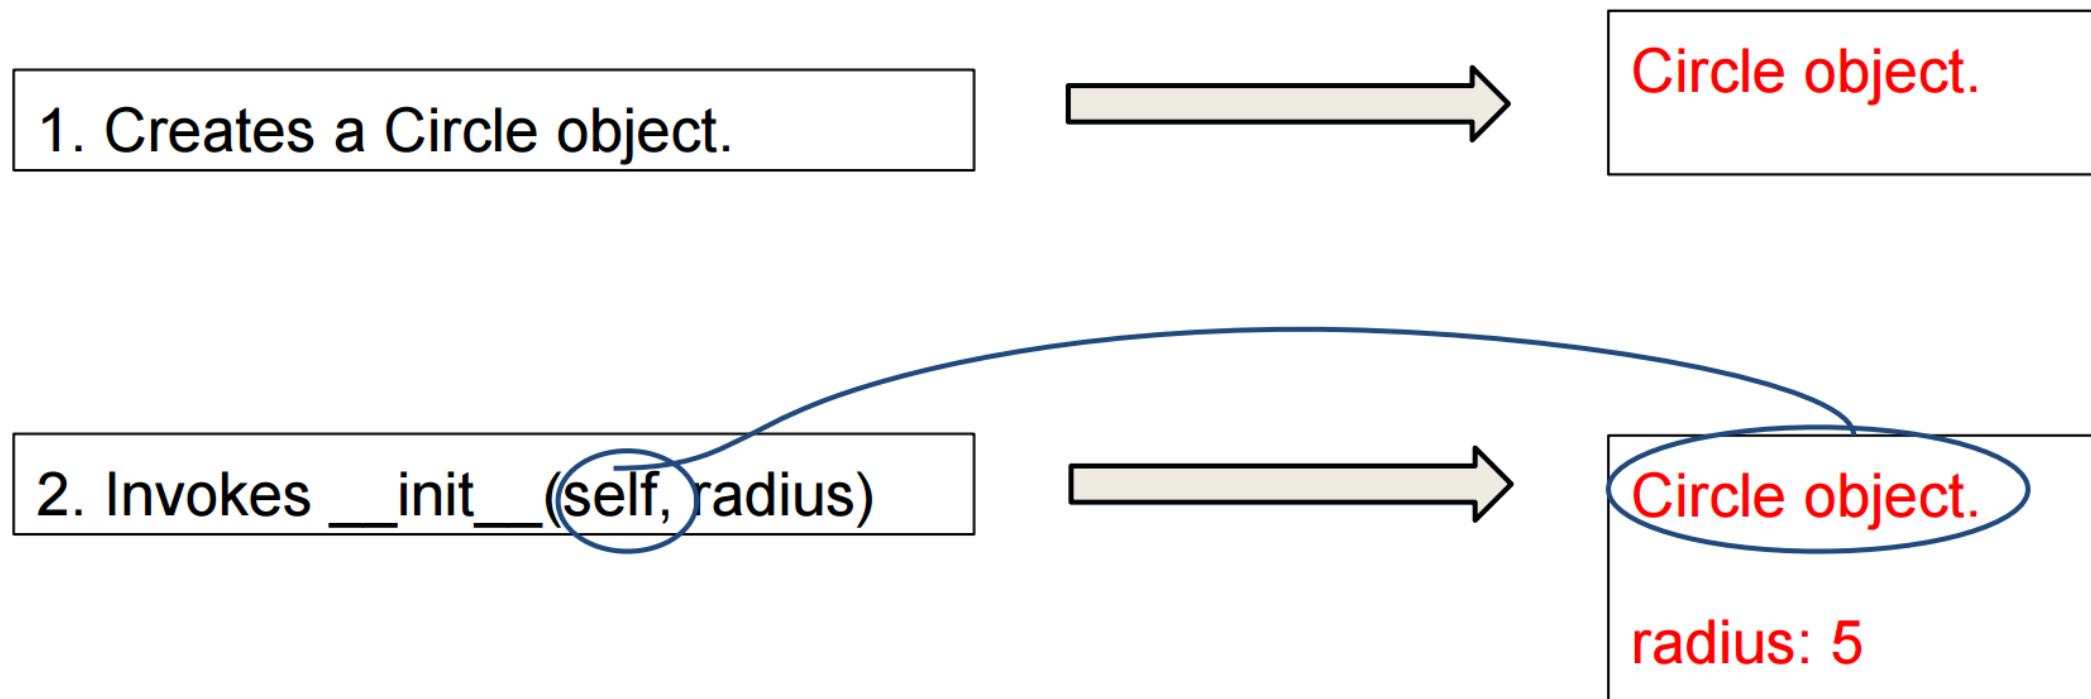 1. Creates a Circle object.
Circle object.
2. Invokes __init__(self, radius)
Circle object.
radius: 5